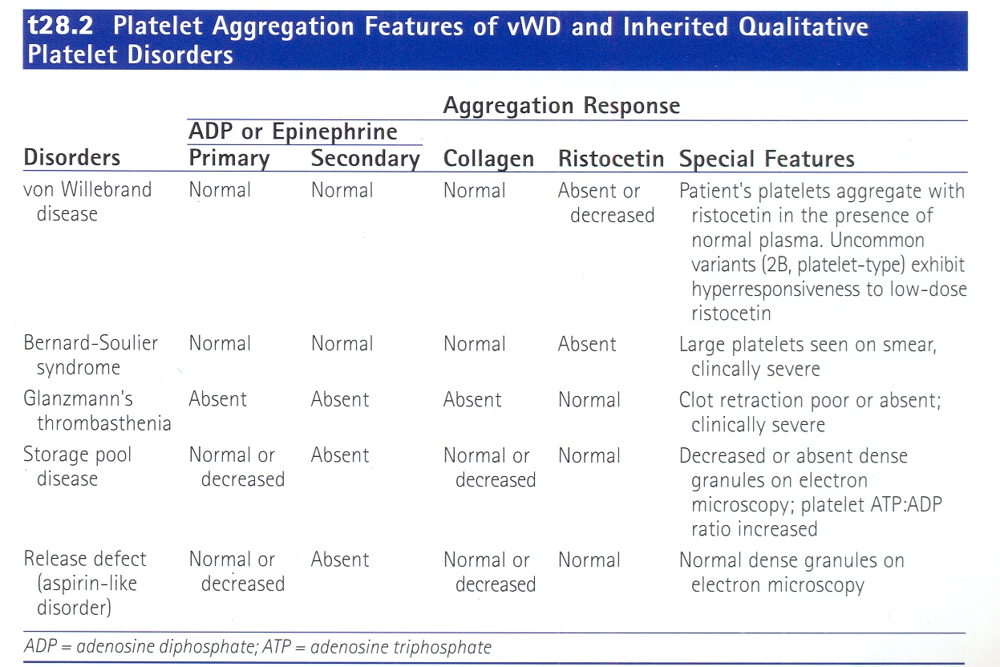 t28.2 Platelet Aggregation Features of vWD and Inherited Qualitative
Platelet Disorders
Aggregation Response
ADP or Epinephrine
Disorders Primary Secondary Collagen Ristocetin Special Features
von Willebrand Normal Normal Normal Absent or Patient's platelets aggregate with
disease decreased ristocetin in the presence of
normal plasma. Uncommon
variants (2B, platelet-type) exhibit
hyperresponsiveness to low-dose
ristocetin
Bernard-Soulier Normal Normal Normal Absent Large platelets seen on smear,
syndrome clincally severe
Glanzmann's Absent Absent Absent Normal Clot retraction poor or absent;
thrombasthenia clinically severe
Storage pool Normal or Absent Normal or Normal Decreased or absent dense
disease decreased decreased granules on electron
microscopy; platelet ATP:ADP
ratio increased
Release defect Normal or Absent Normal or Normal Normal dense granules on
(aspirin-like decreased decreased electron microscopy
disorder)
ADP = adenosine diphosphate; ATP = adenosine triphosphate